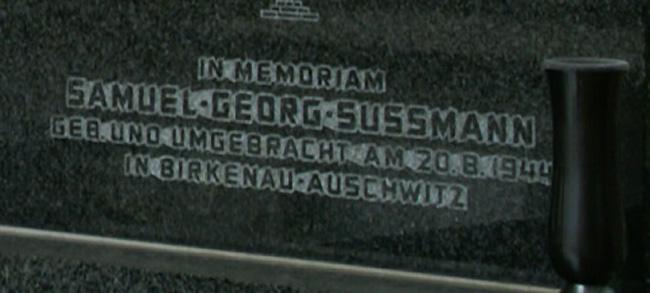 IN MEMORIAM
SAMUEL·GEORG·SUSSMANN
GEB. UND UMGEBRACHT AM 20.8.1944
IN BIRKENAU-AUSCHWITZ